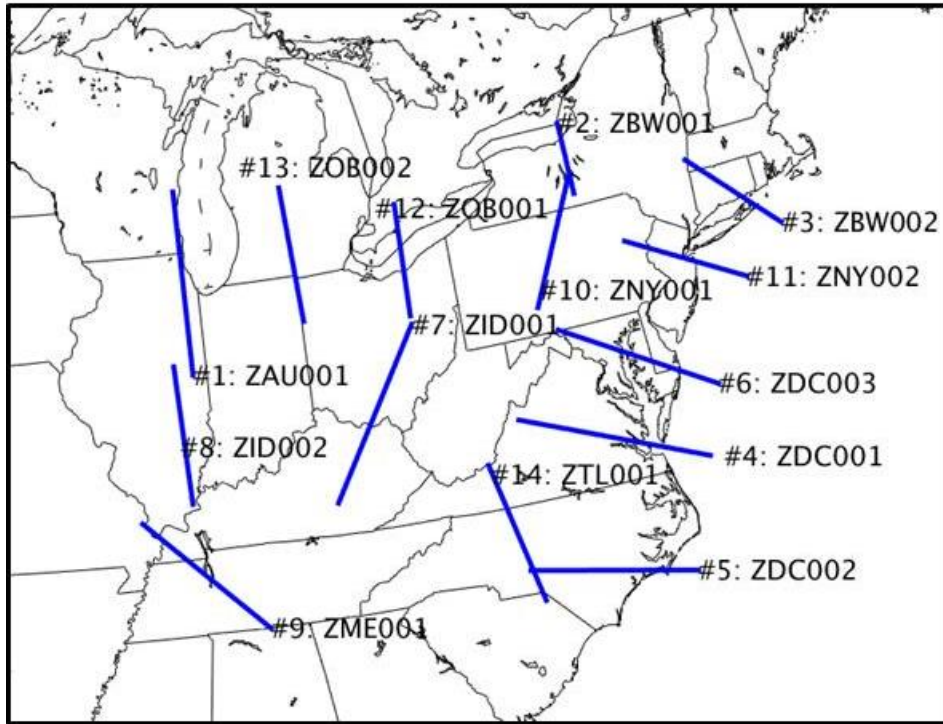 #2: ZBW001
#13: ZOB002
#12: ZOB001
#3: ZBW002
#11: ZNY002
#10: ZNY001
#7: ZID001
#1: ZAU001
#6: ZDC003
#8: ZID002
#4: ZDC001
#14: ZTL001
#5: ZDC002
#9: ZME001